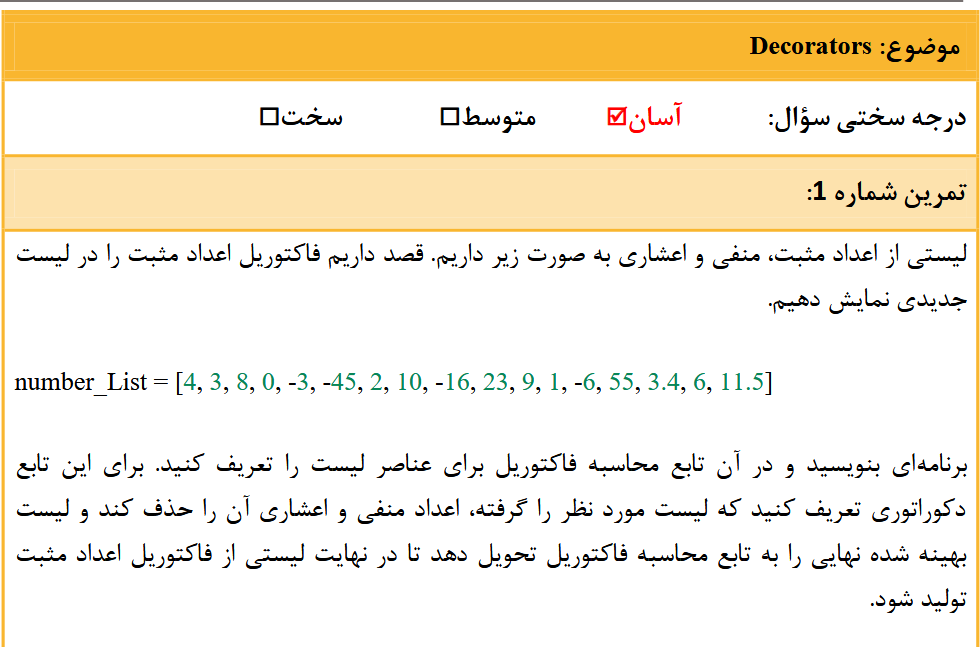 موضوع: Decorators
درجه سختی سؤال: آسان☑ متوسط☐ سخت☐
تمرین شماره 1:
لیستی از اعداد مثبت، منفی و اعشاری به صورت زیر داریم. قصد داریم فاکتوریل اعداد مثبت را در لیست
جدیدی نمایش دهیم.
number_List = [4, 3, 8, 0, -3, -45, 2, 10, -16, 23, 9, 1, -6, 55, 3.4, 6, 11.5]
برنامه‌ای بنویسید و در آن تابع محاسبه فاکتوریل برای عناصر لیست را تعریف کنید. برای این تابع
دکوراتوری تعریف کنید که لیست مورد نظر را گرفته، اعداد منفی و اعشاری آن را حذف کند و لیست
بهینه شده نهایی را به تابع محاسبه فاکتوریل تحویل دهد تا در نهایت لیستی از فاکتوریل اعداد مثبت
تولید شود.